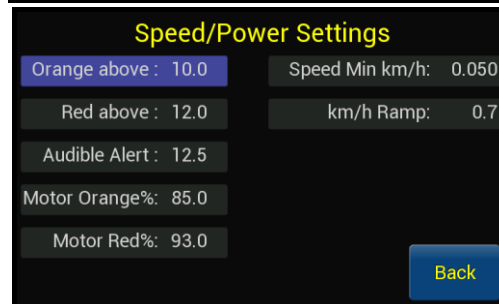 Speed/Power Settings
Orange above : 10.0
Speed Min km/h: 0.050
Red above : 12.0
km/h Ramp: 0.7
Audible Alert : 12.5
Motor Orange%: 85.0
Motor Red%: 93.0
Back